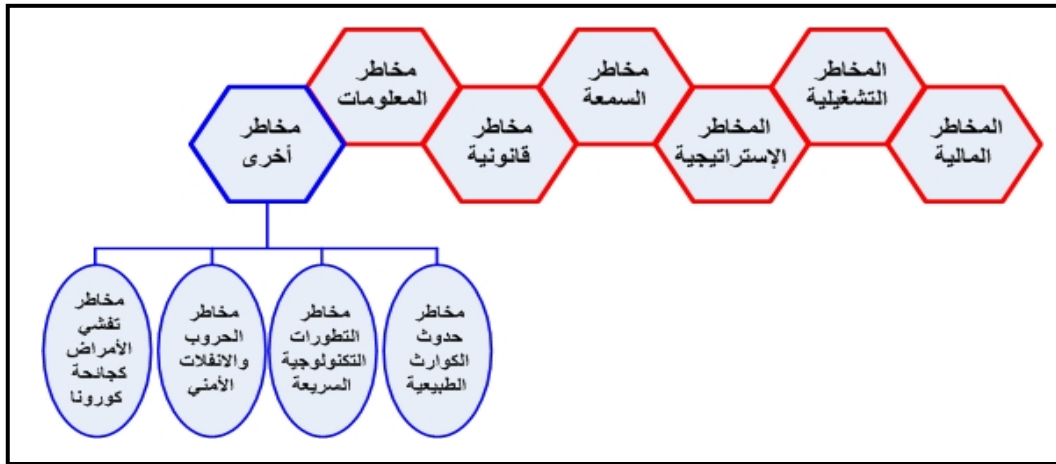 المخاطر
المالية
المخاطر
التشغيلية
المخاطر
الإستراتيجية
مخاطر
السمعة
مخاطر
قانونية
مخاطر
المعلومات
مخاطر
أخرى
مخاطر
حدوث
الكوارث
الطبيعية
مخاطر
التطورات
التكنولوجية
السريعة
مخاطر
الحروب
والانفلات
الأمني
مخاطر
تفشي
الأمراض
كجائحة
كورونا